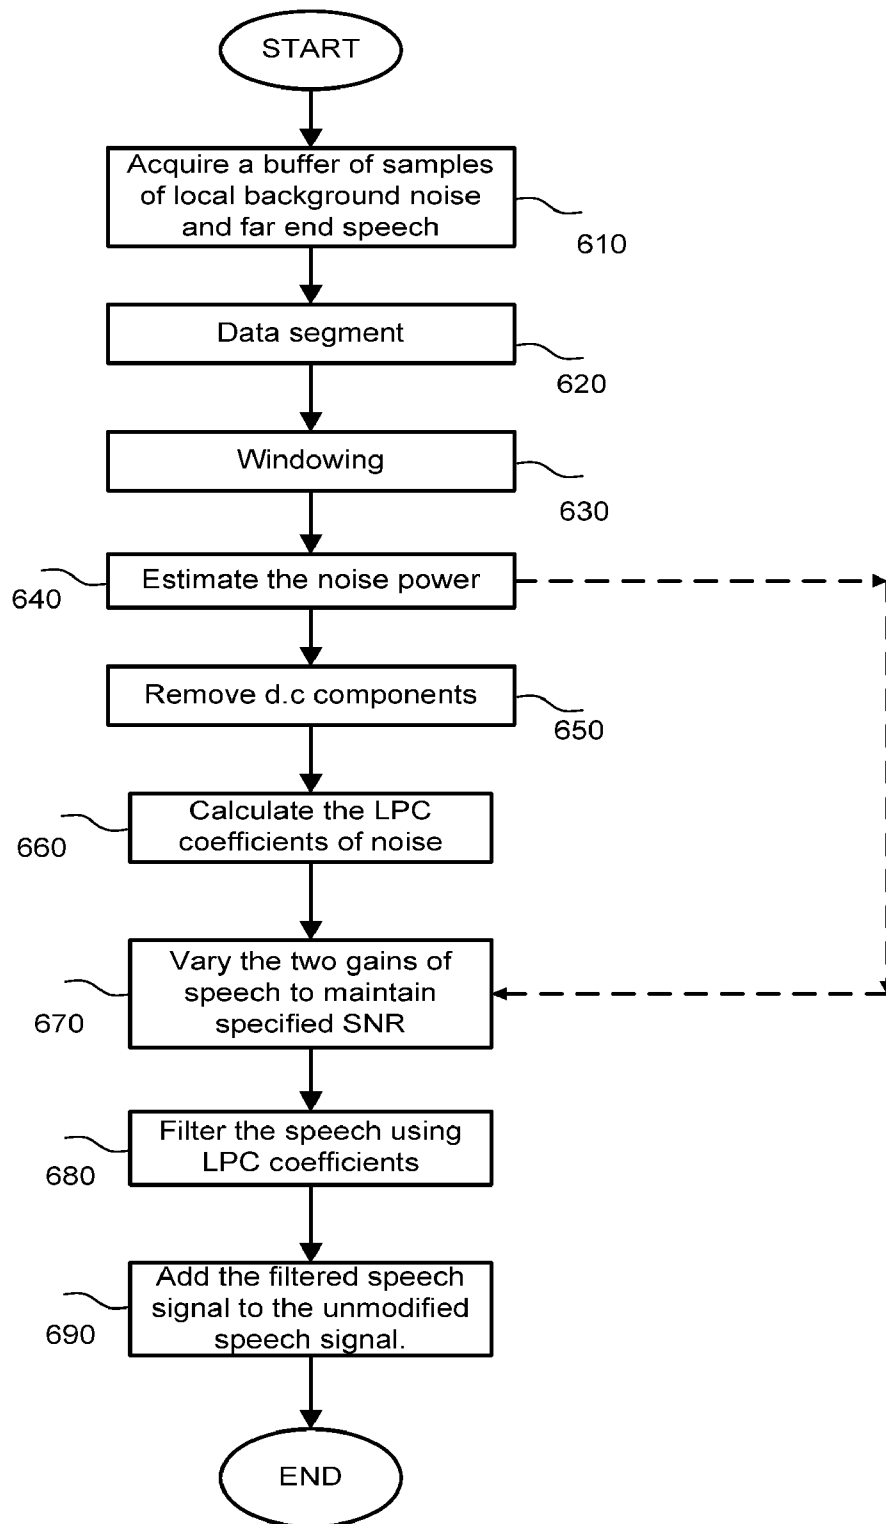 START
Acquire a buffer of samples
of local background noise
and far end speech
610
Data segment
620
Windowing
630
Estimate the noise power
640
Remove d.c components
650
Calculate the LPC
coefficients of noise
660
Vary the two gains of
speech to maintain
specified SNR
670
Filter the speech using
LPC coefficients
680
Add the filtered speech
signal to the unmodified
speech signal.
690
END